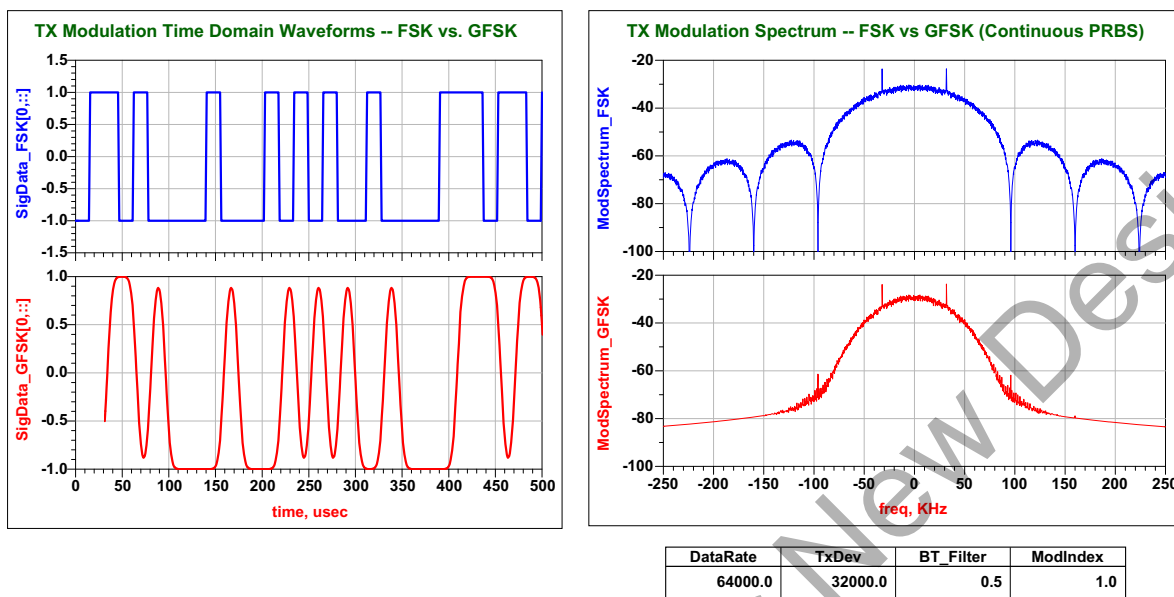 TX Modulation Time Domain Waveforms -- FSK vs. GFSK
SigData_FSK[0,::]
1.5
1.0
0.5
0.0
-0.5
-1.0
-1.5
SigData_GFSK[0,::]
1.0
0.5
0.0
-0.5
-1.0
0 50 100 150 200 250 300 350 400 450 500
time, usec
TX Modulation Spectrum -- FSK vs GFSK (Continuous PRBS)
ModSpectrum_FSK
-20
-40
-60
-80
-100
ModSpectrum_GFSK
-20
-40
-60
-80
-100
-250 -200 -150 -100 -50 0 50 100 150 200 250
freq, KHz
DataRate TxDev BT_Filter ModIndex
64000.0 32000.0 0.5 1.0
New Desi